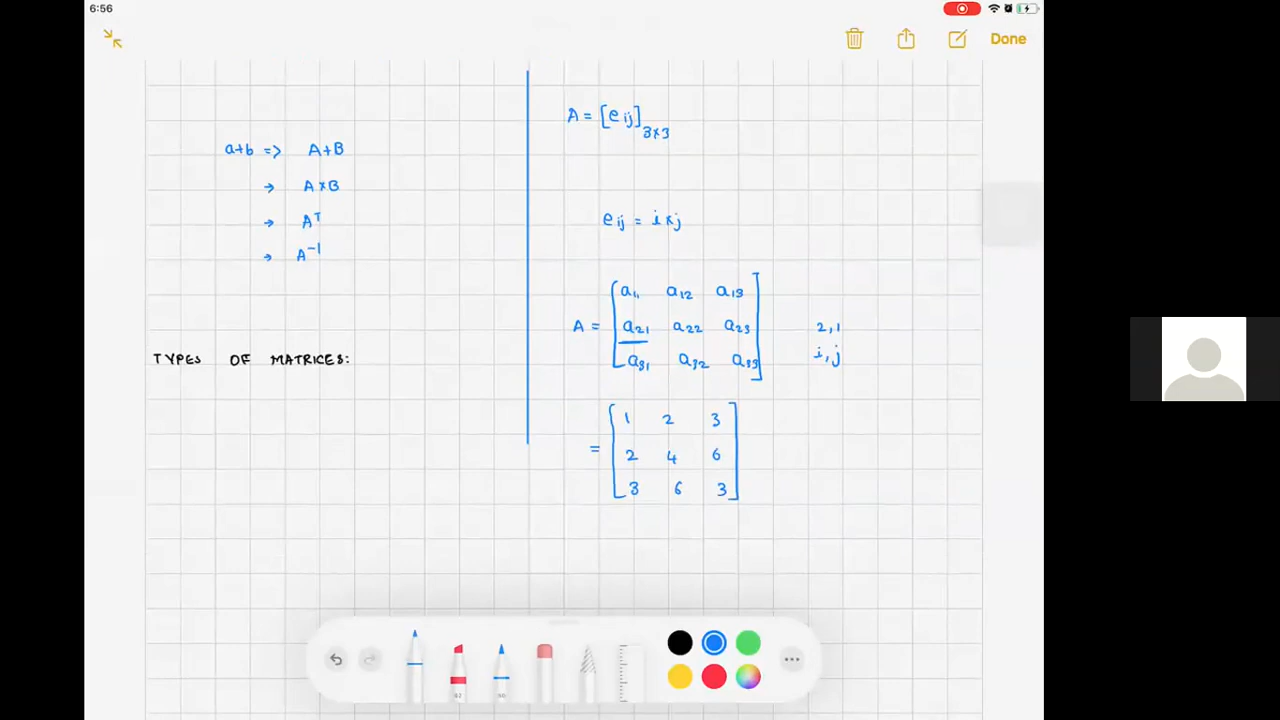 6:56
Done
a+b => A+B
→ A×B
→ Aᵀ
→ A⁻¹
TYPES OF MATRICES:
A = [eij]3×3
eij = i×j
A = [a11 a12 a13
a21 a22 a23
a31 a32 a33]
2,1
i,j
= [1 2 3
2 4 6
3 6 3]